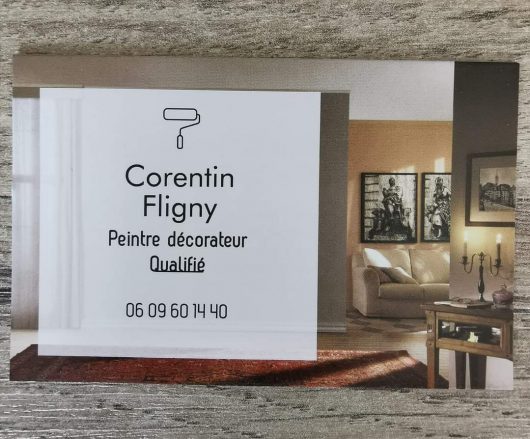 Corentin
Fligny
Peintre décorateur
Qualifié
06 09 60 14 40